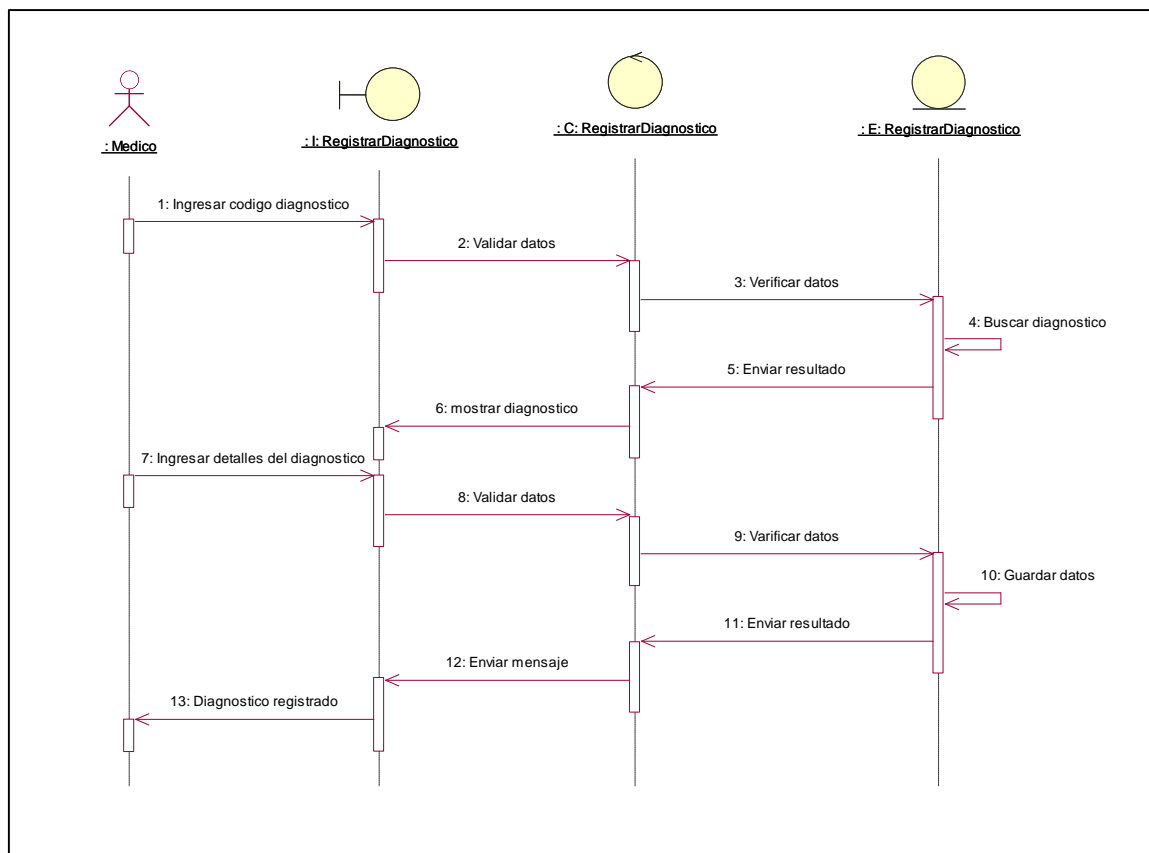 : Medico
: I: RegistrarDiagnostico
: C: RegistrarDiagnostico
: E: RegistrarDiagnostico
1: Ingresar codigo diagnostico
2: Validar datos
3: Verificar datos
4: Buscar diagnostico
5: Enviar resultado
6: mostrar diagnostico
7: Ingresar detalles del diagnostico
8: Validar datos
9: Varificar datos
10: Guardar datos
11: Enviar resultado
12: Enviar mensaje
13: Diagnostico registrado